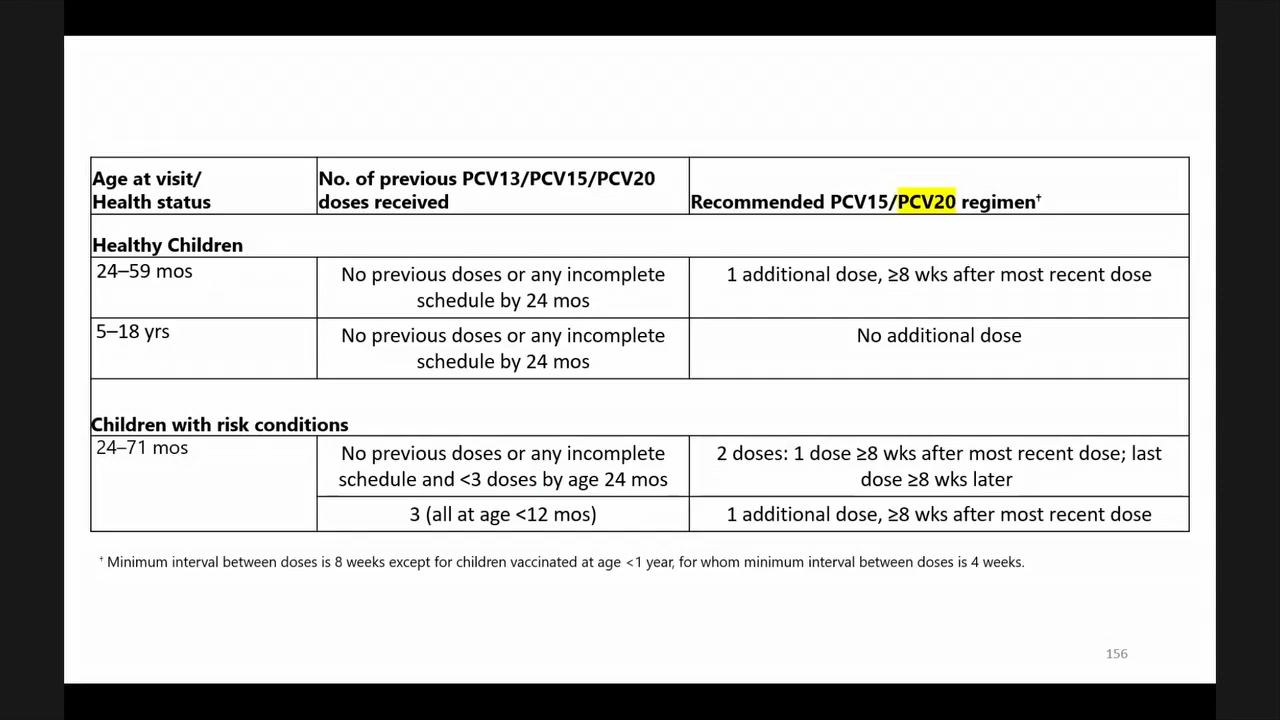 Age at visit/
Health status
No. of previous PCV13/PCV15/PCV20
doses received
Recommended PCV15/PCV20 regimen†
Healthy Children
24–59 mos
No previous doses or any incomplete
schedule by 24 mos
1 additional dose, ≥8 wks after most recent dose
5–18 yrs
No previous doses or any incomplete
schedule by 24 mos
No additional dose
Children with risk conditions
24–71 mos
No previous doses or any incomplete
schedule and <3 doses by age 24 mos
2 doses: 1 dose ≥8 wks after most recent dose; last
dose ≥8 wks later
3 (all at age <12 mos)
1 additional dose, ≥8 wks after most recent dose
† Minimum interval between doses is 8 weeks except for children vaccinated at age <1 year, for whom minimum interval between doses is 4 weeks.
156